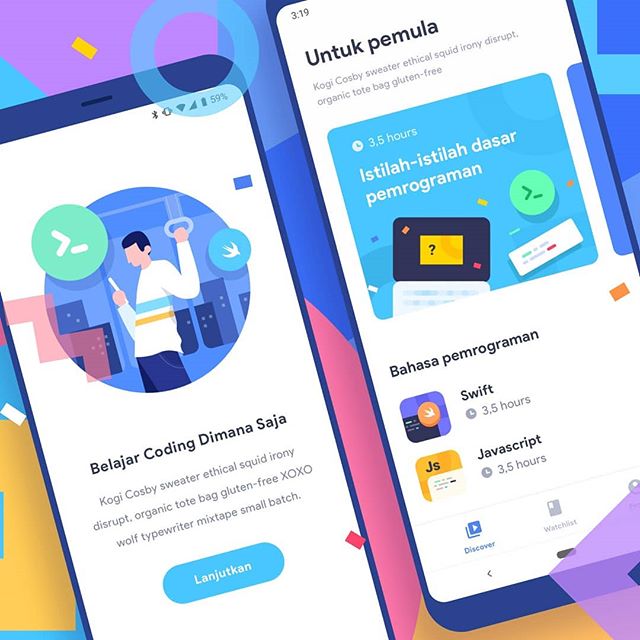 59%
Belajar Coding Dimana Saja
Kogi Cosby sweater ethical squid irony
disrupt, organic tote bag gluten-free XOXO
wolf typewriter mixtape small batch.
Lanjutkan
3:19
Untuk pemula
Kogi Cosby sweater ethical squid irony disrupt,
organic tote bag gluten-free
3,5 hours
Istilah-istilah dasar
pemrograman
?
Bahasa pemrograman
Swift
3,5 hours
Js
Javascript
3,5 hours
Discover
Watchlist